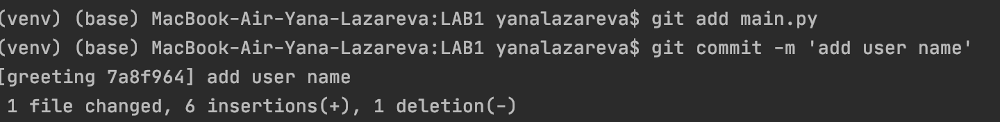 (venv) (base) MacBook-Air-Yana-Lazareva:LAB1 yanalazareva$ git add main.py
(venv) (base) MacBook-Air-Yana-Lazareva:LAB1 yanalazareva$ git commit -m 'add user name'
[greeting 7a8f964] add user name
1 file changed, 6 insertions(+), 1 deletion(-)